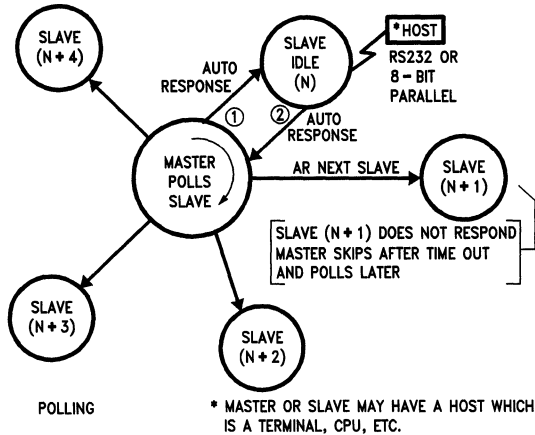 SLAVE
(N + 4)
SLAVE
IDLE
(N)
* HOST
RS232 OR
8 - BIT
PARALLEL
AUTO
RESPONSE
①
②
AUTO
RESPONSE
MASTER
POLLS
SLAVE
AR NEXT SLAVE
SLAVE
(N + 1)
SLAVE (N + 1) DOES NOT RESPOND
MASTER SKIPS AFTER TIME OUT
AND POLLS LATER
SLAVE
(N + 3)
SLAVE
(N + 2)
POLLING
* MASTER OR SLAVE MAY HAVE A HOST WHICH
IS A TERMINAL, CPU, ETC.